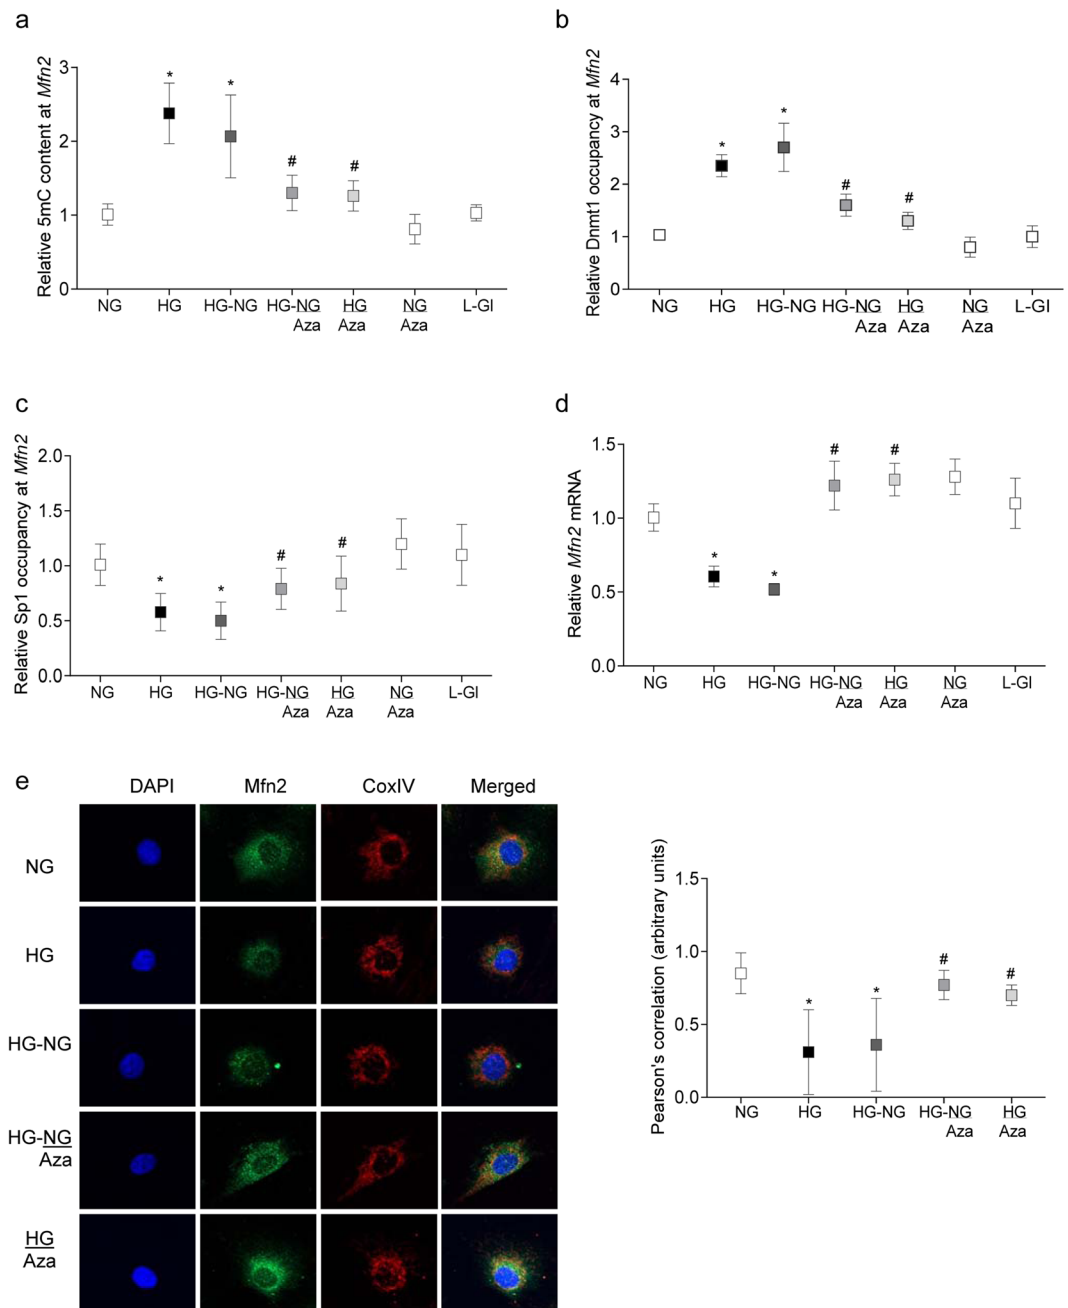 a
Relative 5mC content at Mfn2
3
2
1
0
*
*
#
#
NG
HG
HG-NG
HG-NG
Aza
HG
Aza
NG
Aza
L-Gl
b
Relative Dnmt1 occupancy at Mfn2
4
3
2
1
0
*
*
#
#
NG
HG
HG-NG
HG-NG
Aza
HG
Aza
NG
Aza
L-Gl
c
Relative Sp1 occupancy at Mfn2
2.0
1.5
1.0
0.5
0.0
*
*
#
#
NG
HG
HG-NG
HG-NG
Aza
HG
Aza
NG
Aza
L-Gl
d
Relative Mfn2 mRNA
1.5
1.0
0.5
0.0
*
*
#
#
NG
HG
HG-NG
HG-NG
Aza
HG
Aza
NG
Aza
L-Gl
e
DAPI Mfn2 CoxIV Merged
NG
HG
HG-NG
HG-NG
Aza
HG
Aza
Pearson's correlation (arbitrary units)
1.5
1.0
0.5
0.0
*
*
#
#
NG
HG
HG-NG
HG-NG
Aza
HG
Aza